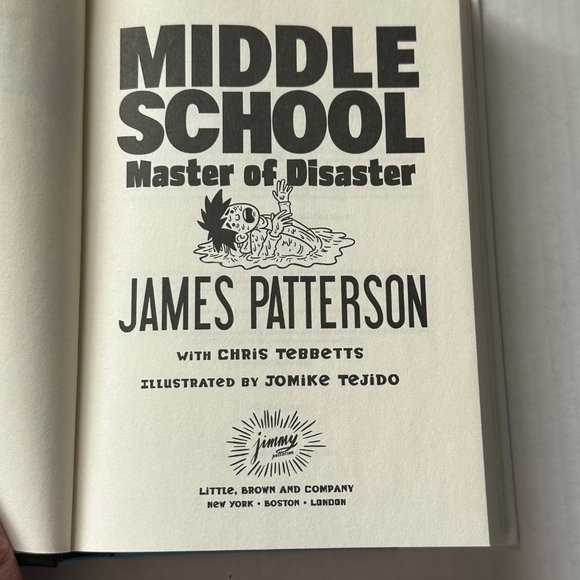 MIDDLE
SCHOOL
Master of Disaster
JAMES PATTERSON
WITH CHRIS TEBBETTS
ILLUSTRATED BY JOMIKE TEJIDO
jimmy
patterson
LITTLE, BROWN AND COMPANY
NEW YORK • BOSTON • LONDON